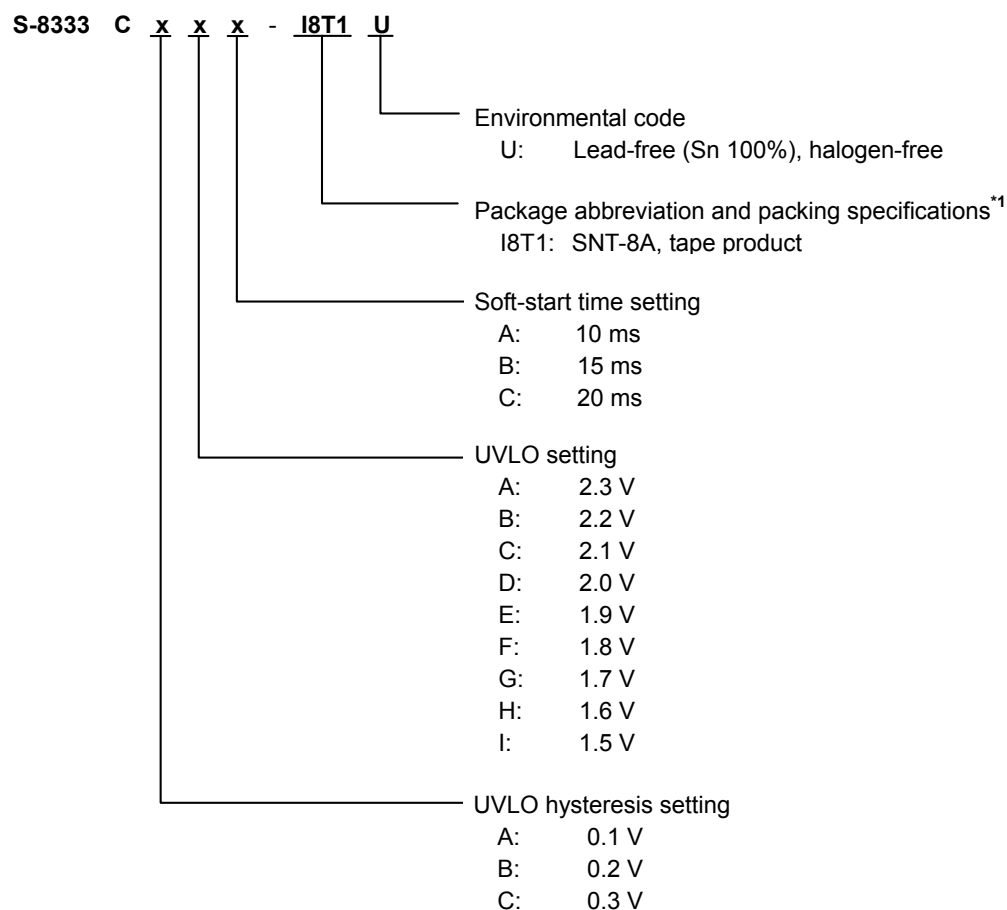 S-8333 C x x x - I8T1 U
Environmental code
U: Lead-free (Sn 100%), halogen-free
Package abbreviation and packing specifications*1
I8T1: SNT-8A, tape product
Soft-start time setting
A: 10 ms
B: 15 ms
C: 20 ms
UVLO setting
A: 2.3 V
B: 2.2 V
C: 2.1 V
D: 2.0 V
E: 1.9 V
F: 1.8 V
G: 1.7 V
H: 1.6 V
I: 1.5 V
UVLO hysteresis setting
A: 0.1 V
B: 0.2 V
C: 0.3 V